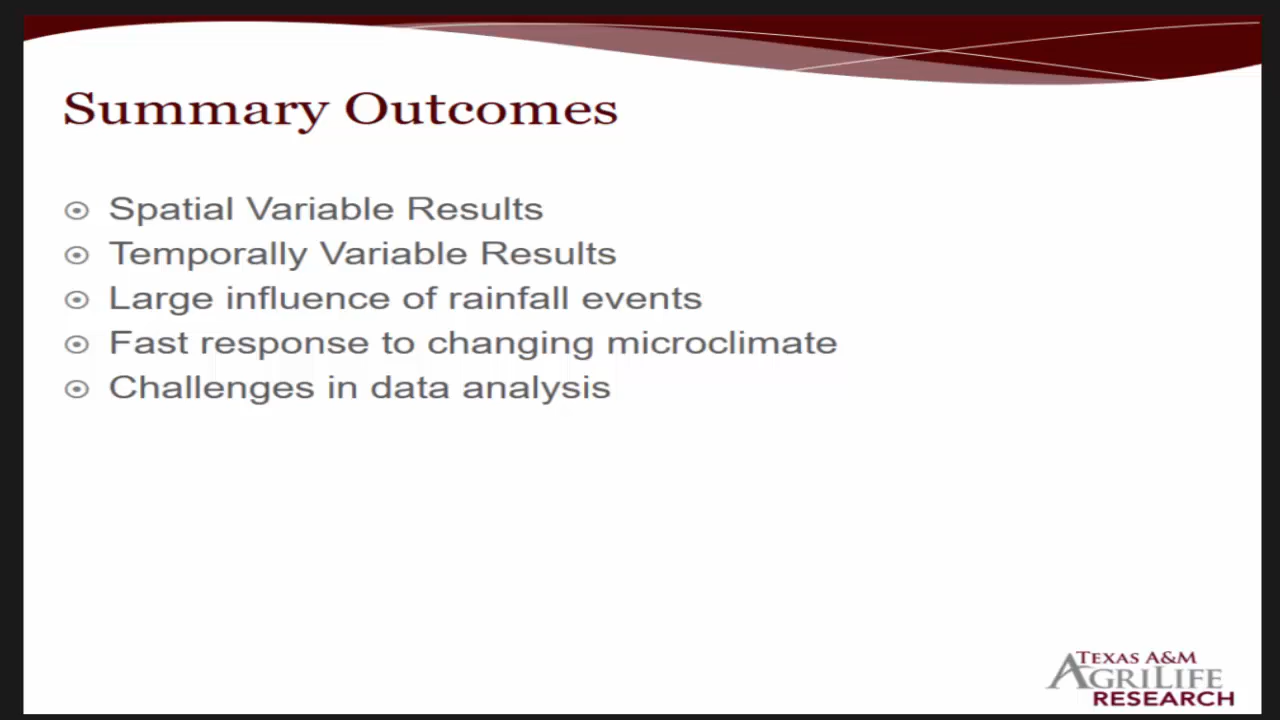 Summary Outcomes
Spatial Variable Results
Temporally Variable Results
Large influence of rainfall events
Fast response to changing microclimate
Challenges in data analysis
TEXAS A&M
AGRILIFE
RESEARCH